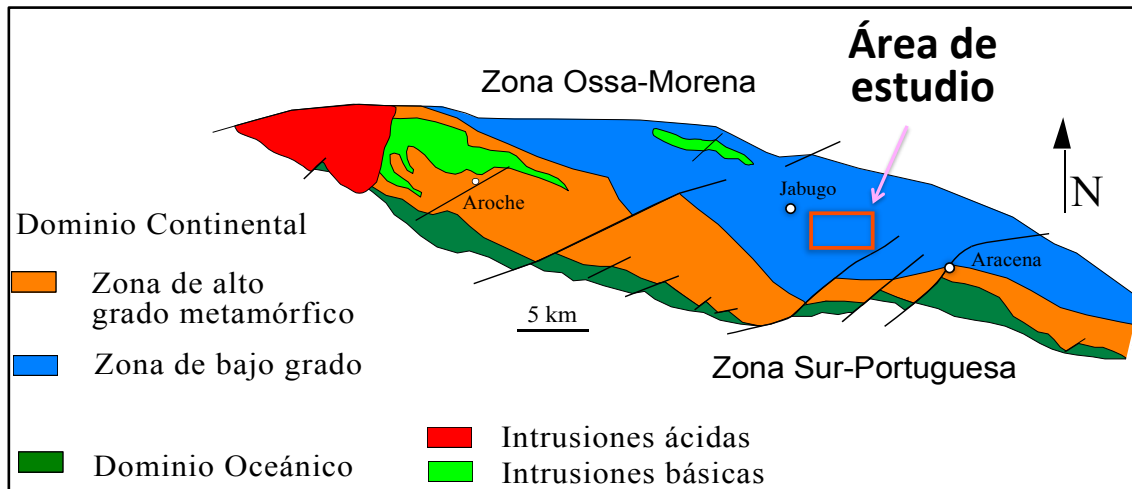 Área de
estudio
Zona Ossa-Morena
Jabugo
N
Aroche
Dominio Continental
Aracena
Zona de alto
grado metamórfico
5 km
Zona de bajo grado
Zona Sur-Portuguesa
Intrusiones ácidas
Dominio Oceánico
Intrusiones básicas